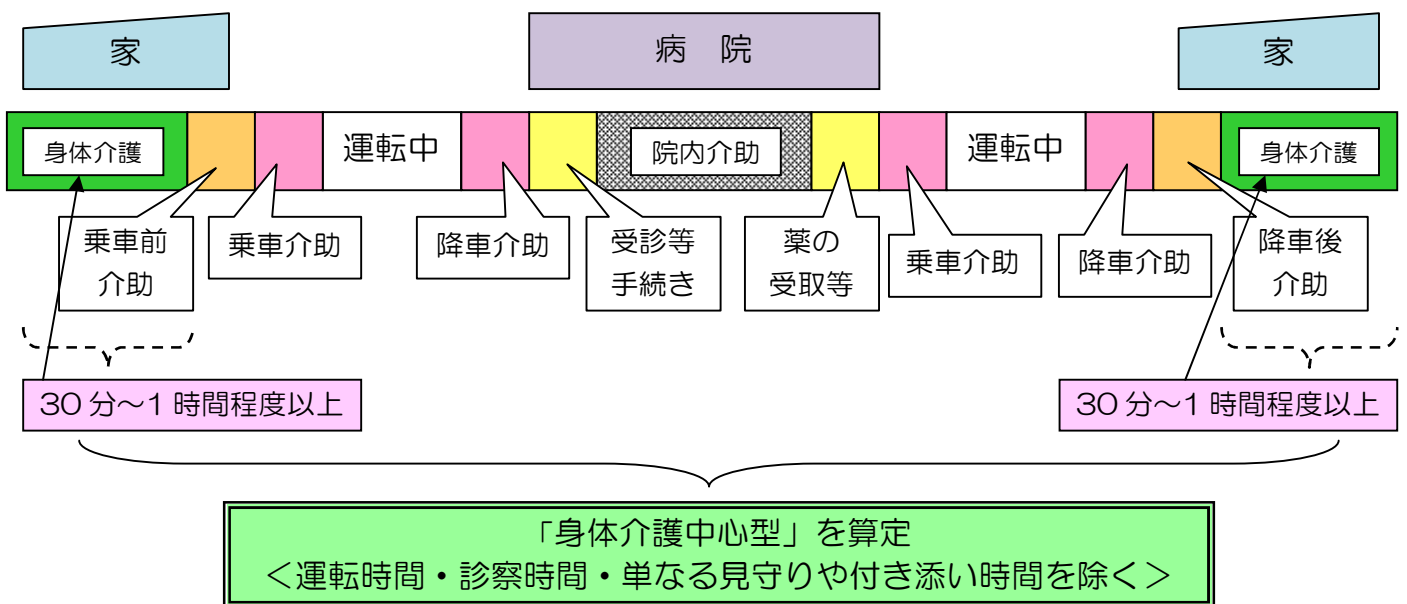 家
病 院
家
身体介護
運転中
院内介助
運転中
身体介護
乗車前
介助
乗車介助
降車介助
受診等
手続き
薬の
受取等
乗車介助
降車介助
降車後
介助
30分～1時間程度以上
30分～1時間程度以上
「身体介護中心型」を算定
＜運転時間・診察時間・単なる見守りや付き添い時間を除く＞